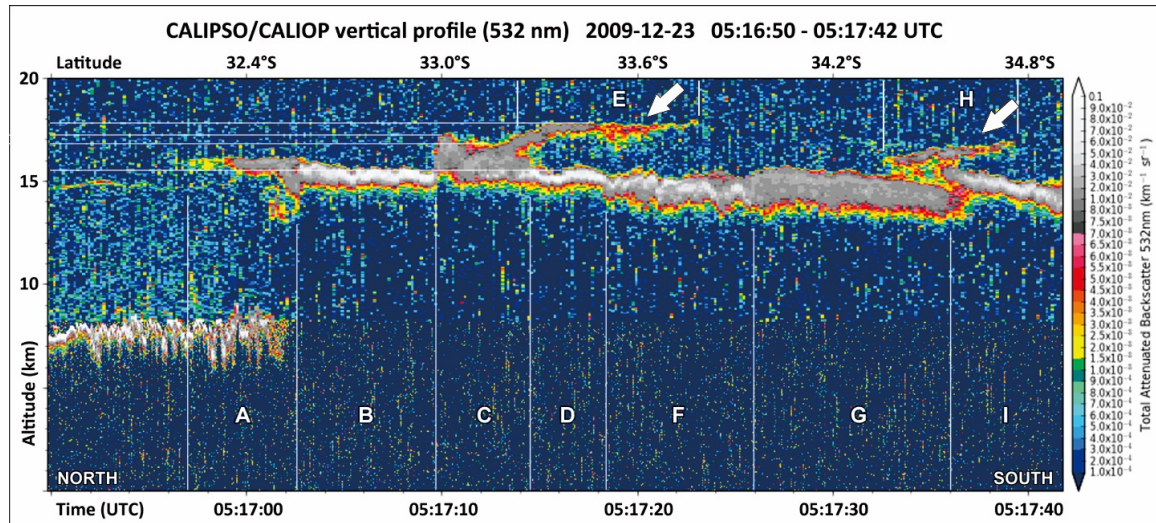 CALIPSO/CALIOP vertical profile (532 nm) 2009-12-23 05:16:50 - 05:17:42 UTC
Latitude 32.4°S 33.0°S 33.6°S 34.2°S 34.8°S
20
E H
15
10
Altitude (km)
A B C D F G I
NORTH SOUTH
Time (UTC) 05:17:00 05:17:10 05:17:20 05:17:30 05:17:40
0.1
9.0x10⁻²
8.0x10⁻²
7.0x10⁻²
6.0x10⁻²
5.0x10⁻²
4.0x10⁻²
3.0x10⁻²
2.0x10⁻²
1.0x10⁻²
8.0x10⁻³
7.5x10⁻³
7.0x10⁻³
6.5x10⁻³
6.0x10⁻³
5.5x10⁻³
5.0x10⁻³
4.5x10⁻³
4.0x10⁻³
3.5x10⁻³
3.0x10⁻³
2.5x10⁻³
2.0x10⁻³
1.5x10⁻³
1.0x10⁻³
9.0x10⁻⁴
8.0x10⁻⁴
7.0x10⁻⁴
6.0x10⁻⁴
5.0x10⁻⁴
4.0x10⁻⁴
3.0x10⁻⁴
2.0x10⁻⁴
1.0x10⁻⁴
Total Attenuated Backscatter 532nm (km⁻¹ sr⁻¹)